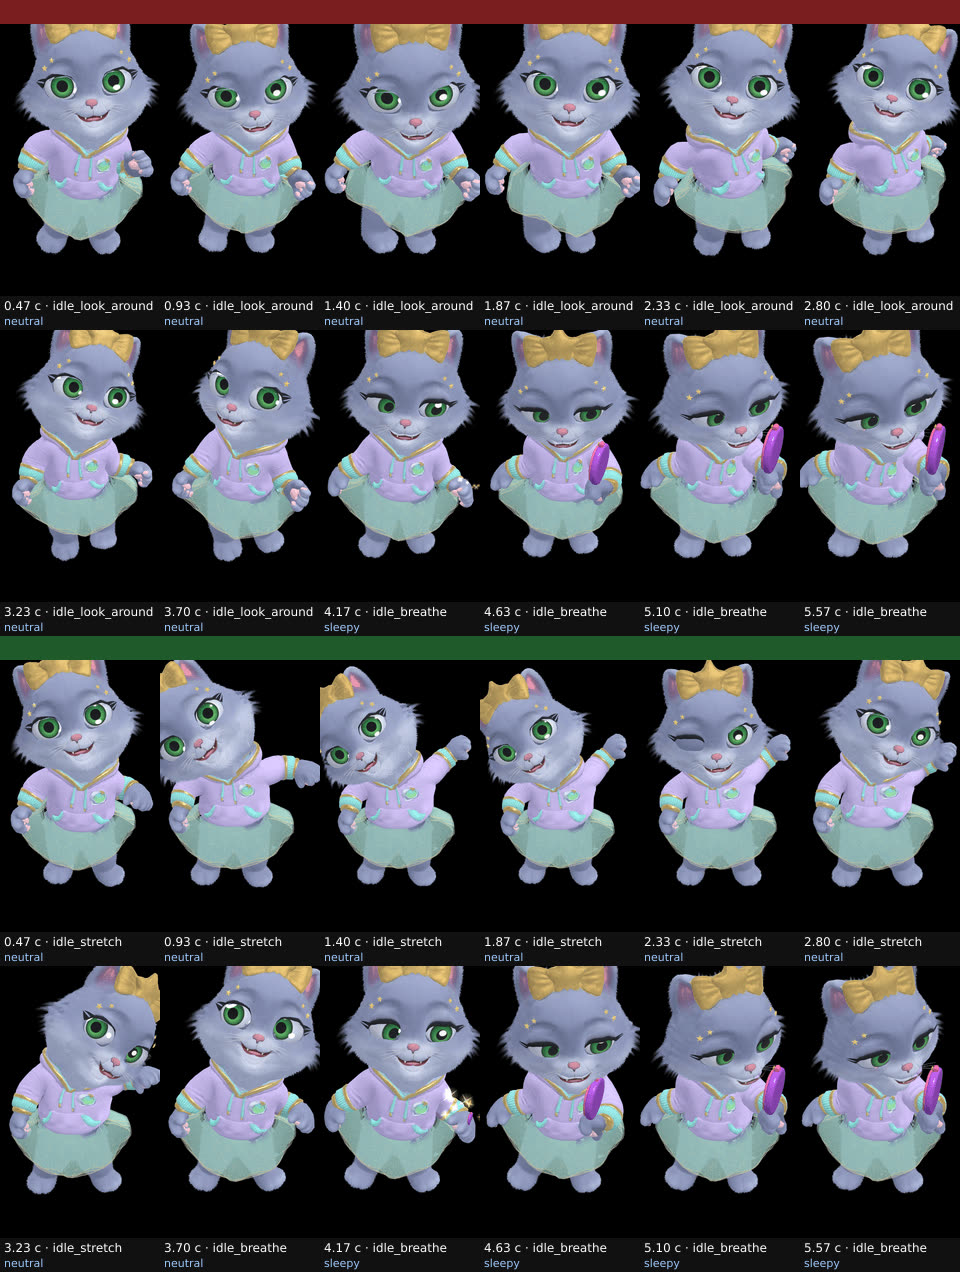 0.47 c · idle_look_around 0.93 c · idle_look_around 1.40 c · idle_look_around 1.87 c · idle_look_around 2.33 c · idle_look_around 2.80 c · idle_look_around
neutral neutral neutral neutral neutral neutral
3.23 c · idle_look_around 3.70 c · idle_look_around 4.17 c · idle_breathe 4.63 c · idle_breathe 5.10 c · idle_breathe 5.57 c · idle_breathe
neutral neutral sleepy sleepy sleepy sleepy
0.47 c · idle_stretch 0.93 c · idle_stretch 1.40 c · idle_stretch 1.87 c · idle_stretch 2.33 c · idle_stretch 2.80 c · idle_stretch
neutral neutral neutral neutral neutral neutral
3.23 c · idle_stretch 3.70 c · idle_breathe 4.17 c · idle_breathe 4.63 c · idle_breathe 5.10 c · idle_breathe 5.57 c · idle_breathe
neutral neutral sleepy sleepy sleepy sleepy